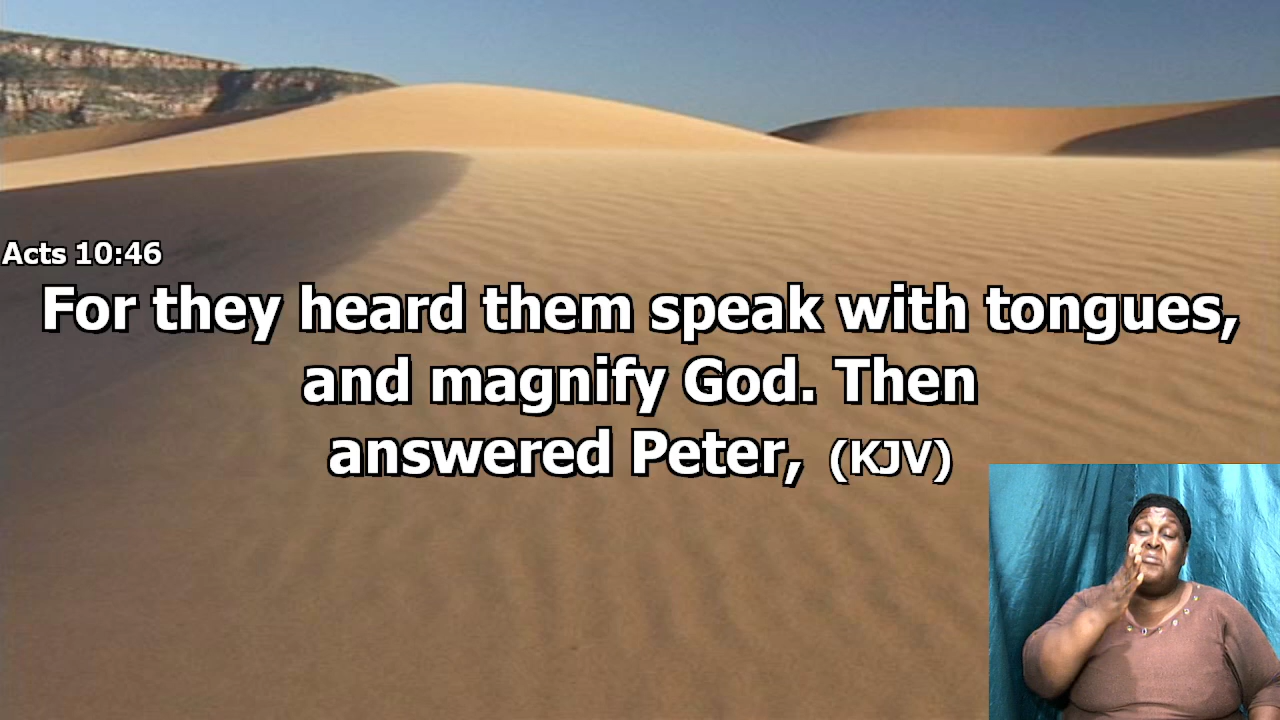 Acts 10:46
For they heard them speak with tongues,
and magnify God. Then
answered Peter, (KJV)